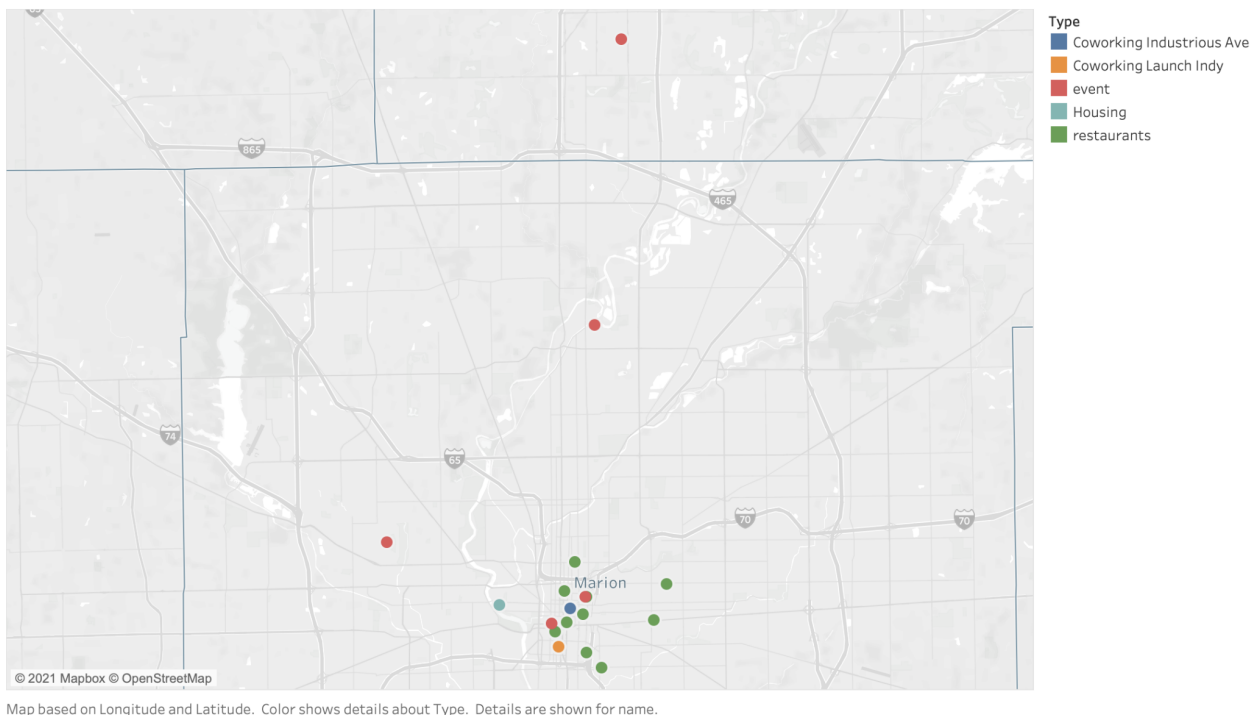 Type
Coworking Industrious Ave
Coworking Launch Indy
event
Housing
restaurants
865
465
74
65
70
70
Marion
© 2021 Mapbox © OpenStreetMap
Map based on Longitude and Latitude. Color shows details about Type. Details are shown for name.